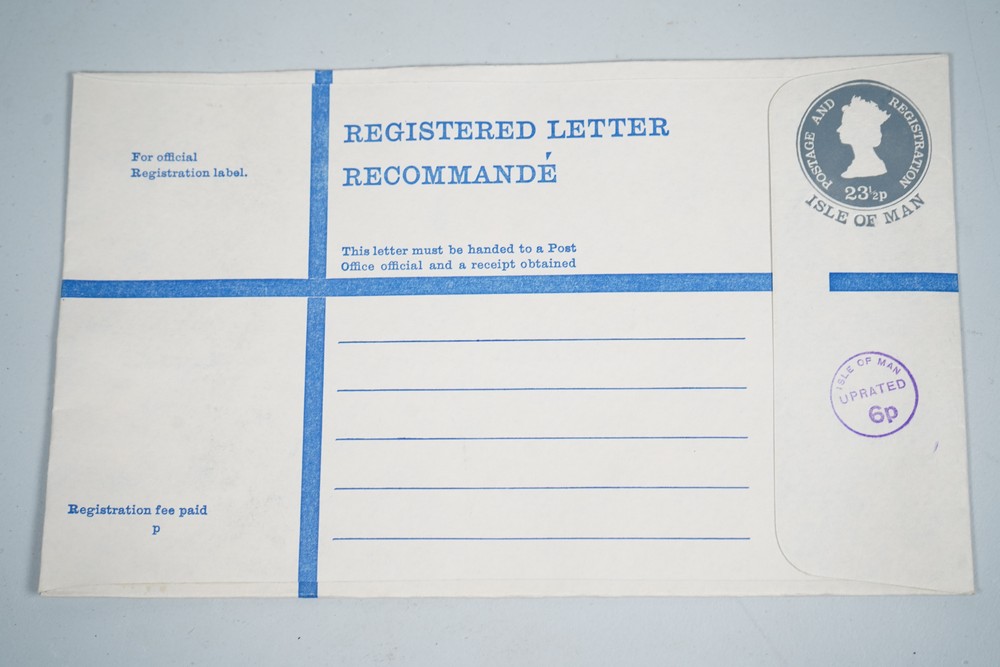 For official
Registration label.
REGISTERED LETTER
RECOMMANDÉ
This letter must be handed to a Post
Office official and a receipt obtained
POSTAGE AND REGISTRATION
23½p
ISLE OF MAN
ISLE OF MAN
UPRATED
6p
Registration fee paid
p